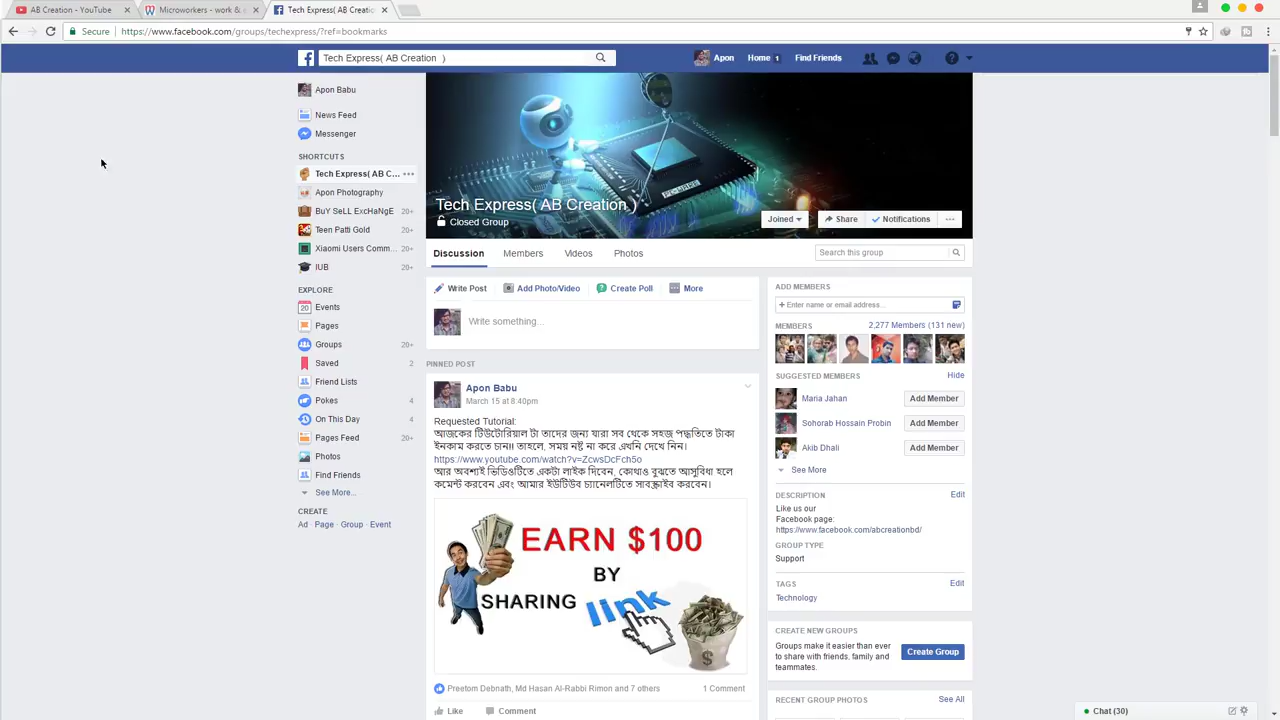 AB Creation - YouTube
Microworkers - work & e
Tech Express( AB Creatio
Secure
https://www.facebook.com/groups/techexpress/?ref=bookmarks
Tech Express( AB Creation )
Apon
Home 1
Find Friends
Apon Babu
News Feed
Messenger
SHORTCUTS
Tech Express( AB C...
Apon Photography
BuY SeLL ExcHaNgE 20+
Teen Patti Gold 20+
Xiaomi Users Comm... 20+
IUB 20+
EXPLORE
Events
Pages
Groups 20+
Saved 2
Friend Lists
Pokes 4
On This Day 4
Pages Feed 20+
Photos
Find Friends
See More...
CREATE
Ad · Page · Group · Event
PC-WARE
Tech Express( AB Creation )
Closed Group
Joined
Share
Notifications
Discussion
Members
Videos
Photos
Search this group
Write Post
Add Photo/Video
Create Poll
More
Write something...
PINNED POST
Apon Babu
March 15 at 8:40pm
Requested Tutorial:
আজকের টিউটোরিয়াল টা তাদের জন্য যারা সব থেকে সহজ পদ্ধতিতে টাকা
ইনকাম করতে চান৷৷ তাহলে, সময় নষ্ট না করে এখনি দেখে নিন।
https://www.youtube.com/watch?v=ZcwsDcFch5o
আর অবশ্যই ভিডিওটিতে একটা লাইক দিবেন, কোথাও বুঝতে আসুবিধা হলে
কমেন্ট করবেন এবং আমার ইউটিউব চ্যানেলটিতে সাবস্ক্রাইব করবেন।
EARN $100
BY
SHARING link
Preetom Debnath, Md Hasan Al-Rabbi Rimon and 7 others
1 Comment
Like
Comment
ADD MEMBERS
+ Enter name or email address...
MEMBERS
2,277 Members (131 new)
SUGGESTED MEMBERS
Hide
Maria Jahan
Add Member
Sohorab Hossain Probin
Add Member
Akib Dhali
Add Member
See More
DESCRIPTION
Edit
Like us our
Facebook page:
https://www.facebook.com/abcreationbd/
GROUP TYPE
Support
TAGS
Edit
Technology
CREATE NEW GROUPS
Groups make it easier than ever
to share with friends, family and
teammates.
Create Group
RECENT GROUP PHOTOS
See All
Chat (30)